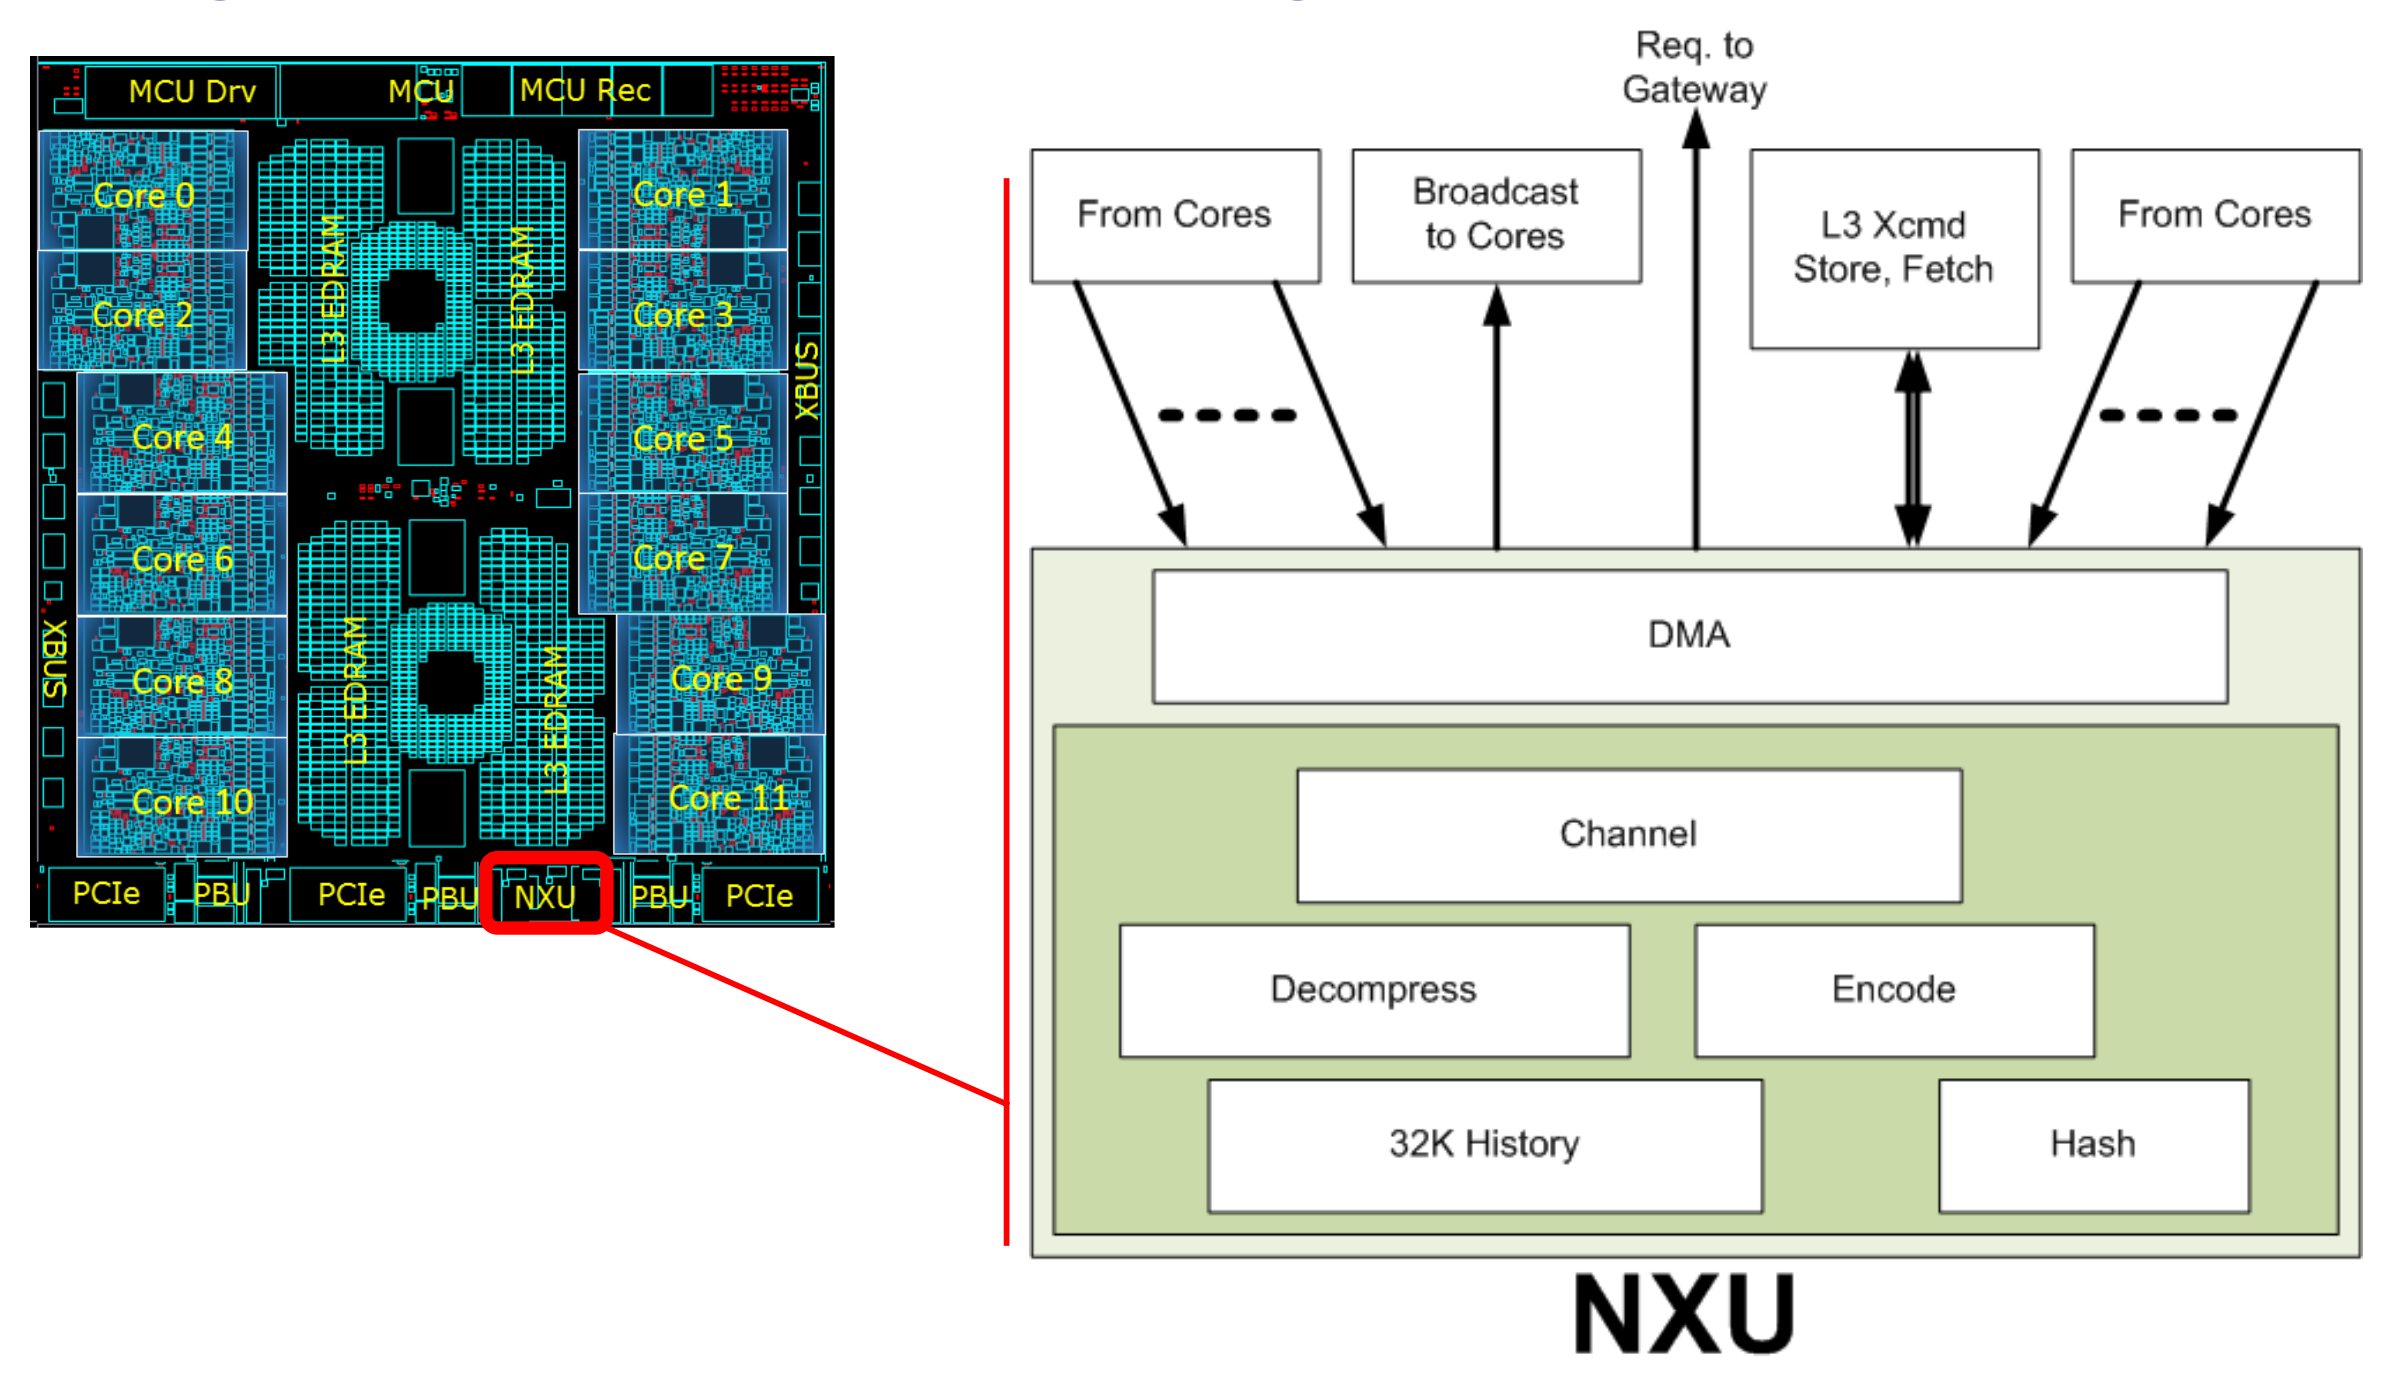 MCU Drv
MCU
MCU Rec
Core 0
Core 1
Core 2
Core 3
L3 EDRAM
L3 EDRAM
XBUS
Core 4
Core 5
Core 6
Core 7
XBUS
Core 8
Core 9
L3 EDRAM
L3 EDRAM
Core 10
Core 11
PCIe
PBU
PCIe
PBU
NXU
PBU
PCIe
Req. to
Gateway
From Cores
Broadcast
to Cores
L3 Xcmd
Store, Fetch
From Cores
DMA
Channel
Decompress
Encode
32K History
Hash
NXU